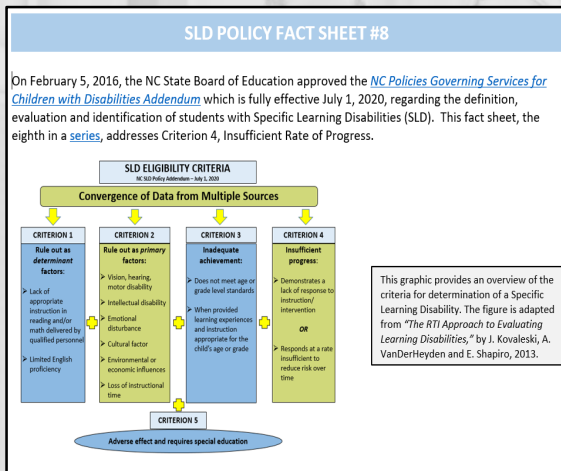 SLD POLICY FACT SHEET #8
On February 5, 2016, the NC State Board of Education approved the NC Policies Governing Services for
Children with Disabilities Addendum which is fully effective July 1, 2020, regarding the definition,
evaluation and identification of students with Specific Learning Disabilities (SLD). This fact sheet, the
eighth in a series, addresses Criterion 4, Insufficient Rate of Progress.
SLD ELIGIBILITY CRITERIA
NC SLD Policy Addendum – July 1, 2020
Convergence of Data from Multiple Sources
CRITERION 1
Rule out as
determinant
factors:
➢ Lack of
appropriate
instruction in
reading and/or
math delivered by
qualified personnel
➢ Limited English
proficiency
CRITERION 2
Rule out as primary
factors:
➢ Vision, hearing,
motor disability
➢ Intellectual disability
➢ Emotional
disturbance
➢ Cultural factor
➢ Environmental or
economic influences
➢ Loss of instructional
time
CRITERION 3
Inadequate
achievement:
➢ Does not meet age or
grade level standards
➢ When provided
learning experiences
and instruction
appropriate for the
child's age or grade
CRITERION 4
Insufficient
progress:
➢ Demonstrates a
lack of response to
instruction/
intervention
OR
➢ Responds at a rate
insufficient to
reduce risk over
time
CRITERION 5
Adverse effect and requires special education
This graphic provides an overview of the
criteria for determination of a Specific
Learning Disability. The figure is adapted
from "The RTI Approach to Evaluating
Learning Disabilities," by J. Kovaleski, A.
VanDerHeyden and E. Shapiro, 2013.